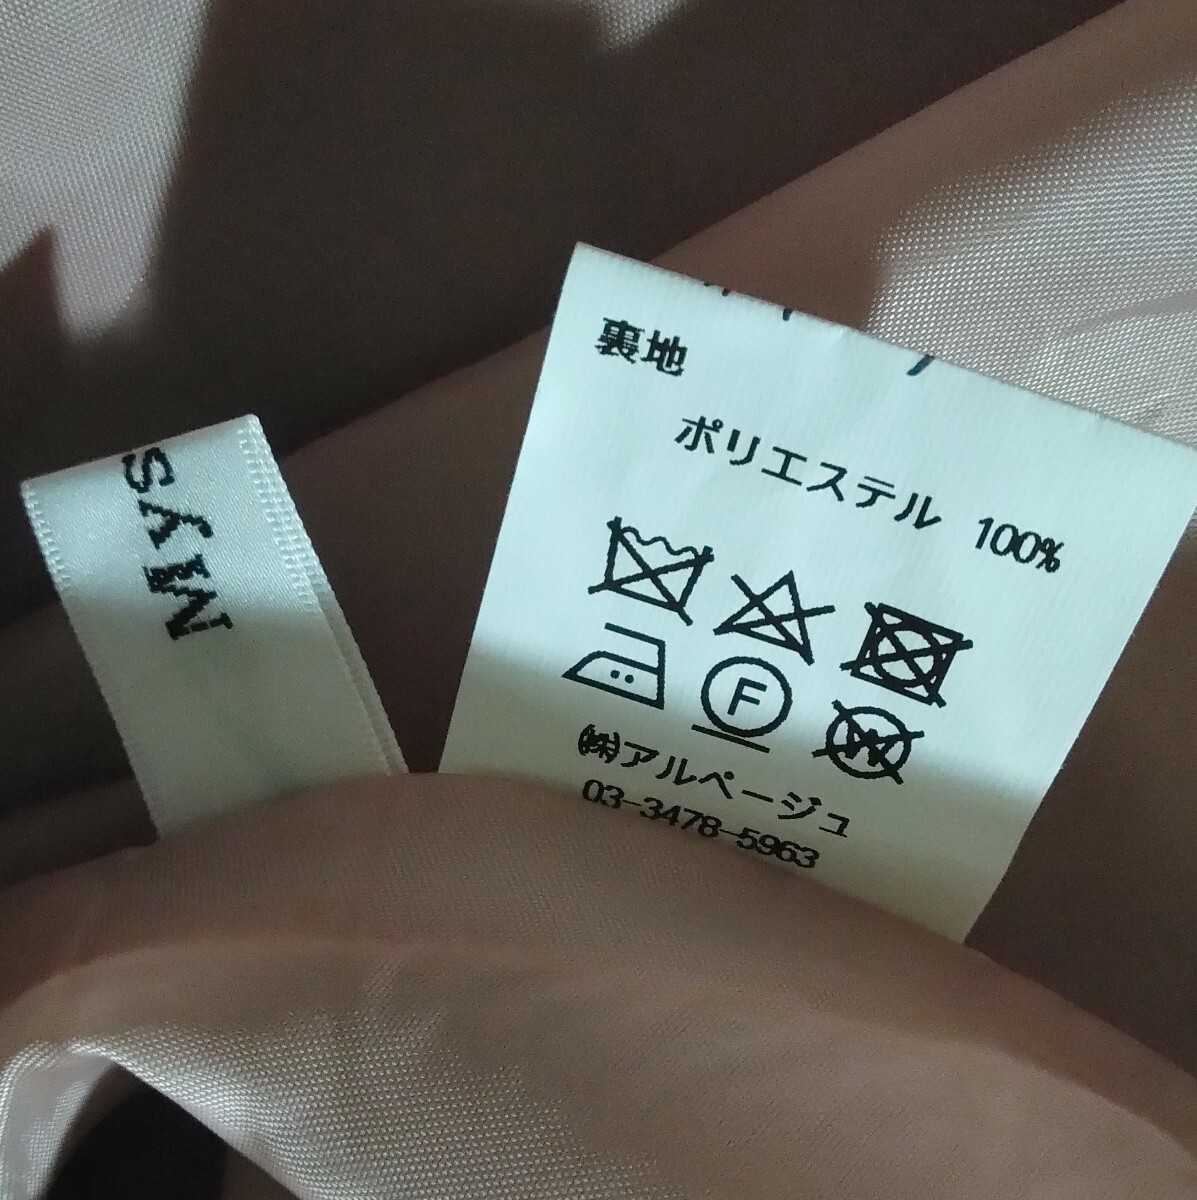 裏地
ポリエステル 100%
F
W
㈱アルページュ
03-3478-5963